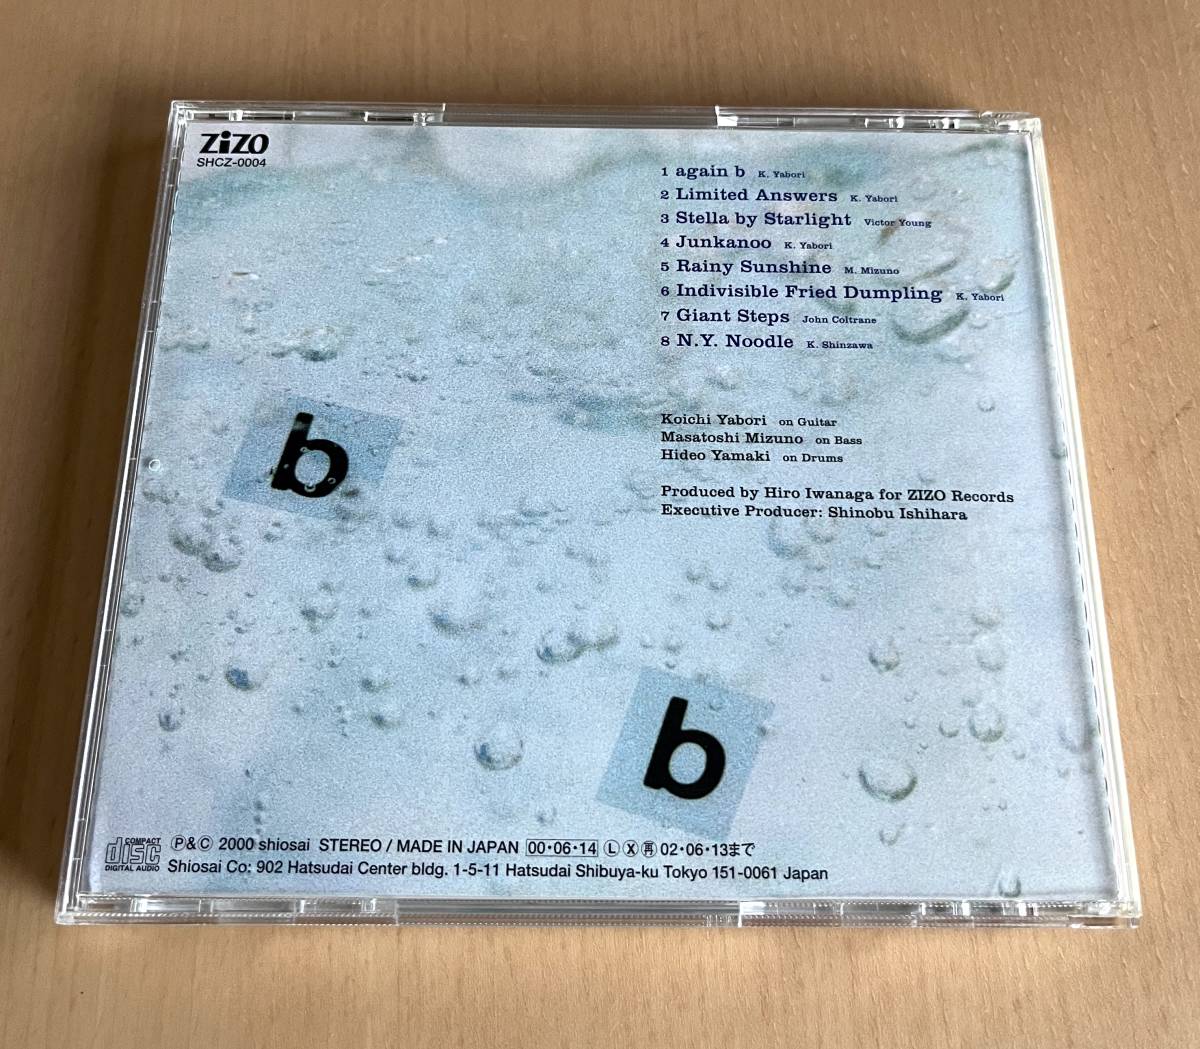 ZiZO
SHCZ-0004
1 again b K. Yabori
2 Limited Answers K. Yabori
3 Stella by Starlight Victor Young
4 Junkanoo K. Yabori
5 Rainy Sunshine M. Mizuno
6 Indivisible Fried Dumpling K. Yabori
7 Giant Steps John Coltrane
8 N.Y. Noodle K. Shinzawa
Koichi Yabori on Guitar
Masatoshi Mizuno on Bass
Hideo Yamaki on Drums
Produced by Hiro Iwanaga for ZIZO Records
Executive Producer: Shinobu Ishihara
b
b
COMPACT disc DIGITAL AUDIO
Ⓟ&Ⓒ 2000 shiosai STEREO / MADE IN JAPAN 00・06・14 Ⓛ Ⓧ 再 02・06・13まで
Shiosai Co: 902 Hatsudai Center bldg. 1-5-11 Hatsudai Shibuya-ku Tokyo 151-0061 Japan